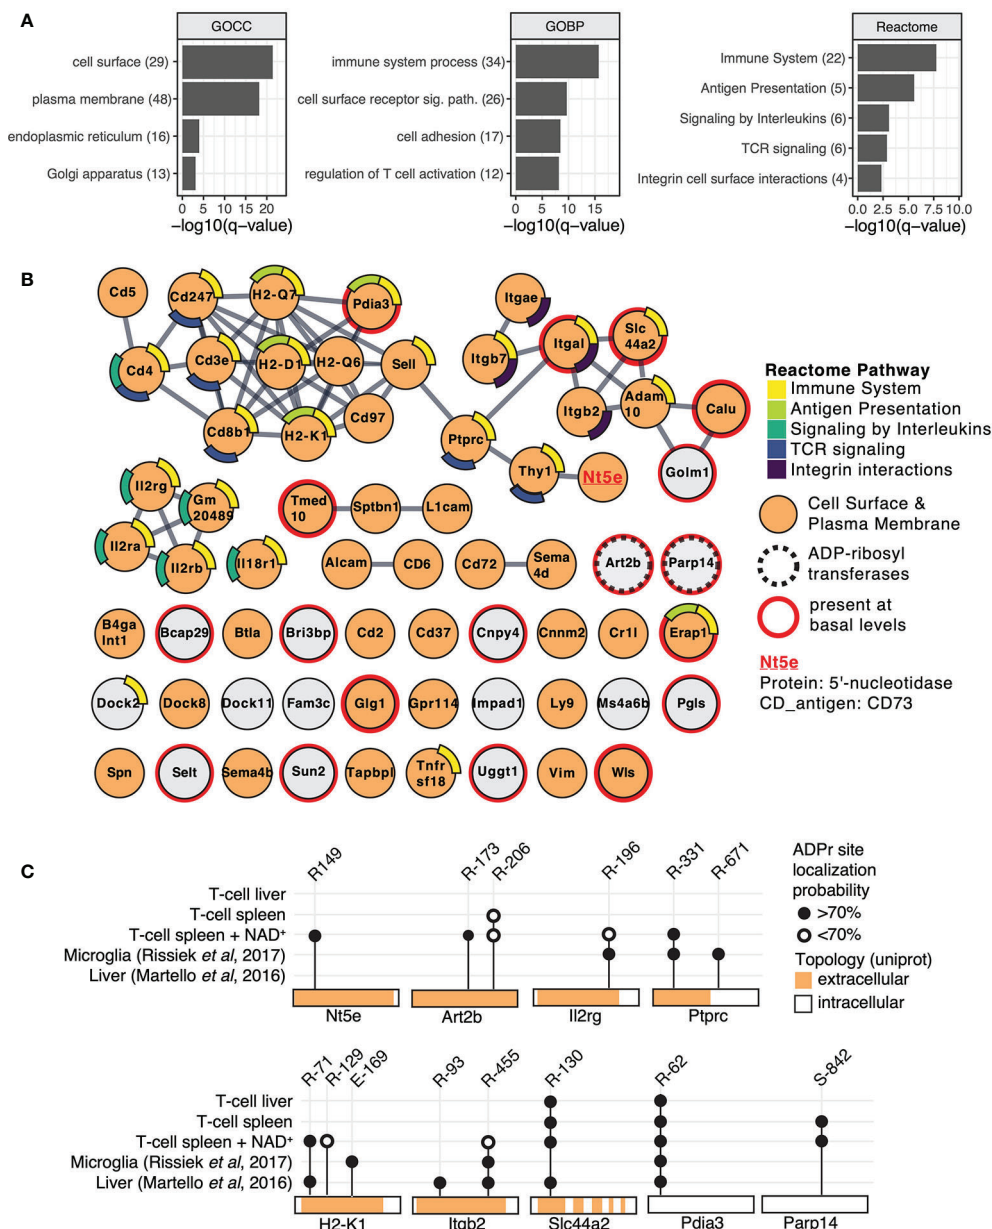 A
GOCC
cell surface (29)
plasma membrane (48)
endoplasmic reticulum (16)
Golgi apparatus (13)
0 5 10 15 20
−log10(q−value)
GOBP
immune system process (34)
cell surface receptor sig. path. (26)
cell adhesion (17)
regulation of T cell activation (12)
0 5 10 15
−log10(q−value)
Reactome
Immune System (22)
Antigen Presentation (5)
Signaling by Interleukins (6)
TCR signaling (6)
Integrin cell surface interactions (4)
0.0 2.5 5.0 7.5 10.0
−log10(q−value)
B
Cd5
Cd247
H2-Q7
Pdia3
Itgae
Cd4
Cd3e
H2-D1
H2-Q6
Sell
Itgb7
Itgal
Slc
44a2
Cd8b1
H2-K1
Cd97
Ptprc
Itgb2
Adam
10
Calu
Thy1
Nt5e
Golm1
Il2rg
Gm
20489
Il2ra
Il2rb
Il18r1
Tmed
10
Sptbn1
L1cam
Alcam
CD6
Cd72
Sema
4d
Art2b
Parp14
B4ga
lnt1
Bcap29
Btla
Bri3bp
Cd2
Cd37
Cnpy4
Cnnm2
Cr1l
Erap1
Dock2
Dock8
Dock11
Fam3c
Glg1
Gpr114
Impad1
Ly9
Ms4a6b
Pgls
Spn
Selt
Sema4b
Sun2
Tapbpl
Tnfr
sf18
Uggt1
Vim
Wls
Reactome Pathway
Immune System
Antigen Presentation
Signaling by Interleukins
TCR signaling
Integrin interactions
Cell Surface &
Plasma Membrane
ADP-ribosyl
transferases
present at
basal levels
Nt5e
Protein: 5'-nucleotidase
CD_antigen: CD73
C
R149
R-173
R-206
R-196
R-331
R-671
T-cell liver
T-cell spleen
T-cell spleen + NAD+
Microglia (Rissiek et al, 2017)
Liver (Martello et al, 2016)
Nt5e
Art2b
Il2rg
Ptprc
ADPr site
localization
probability
>70%
<70%
Topology (uniprot)
extracellular
intracellular
R-71
R-129
E-169
R-93
R-455
R-130
R-62
S-842
T-cell liver
T-cell spleen
T-cell spleen + NAD+
Microglia (Rissiek et al, 2017)
Liver (Martello et al, 2016)
H2-K1
Itgb2
Slc44a2
Pdia3
Parp14